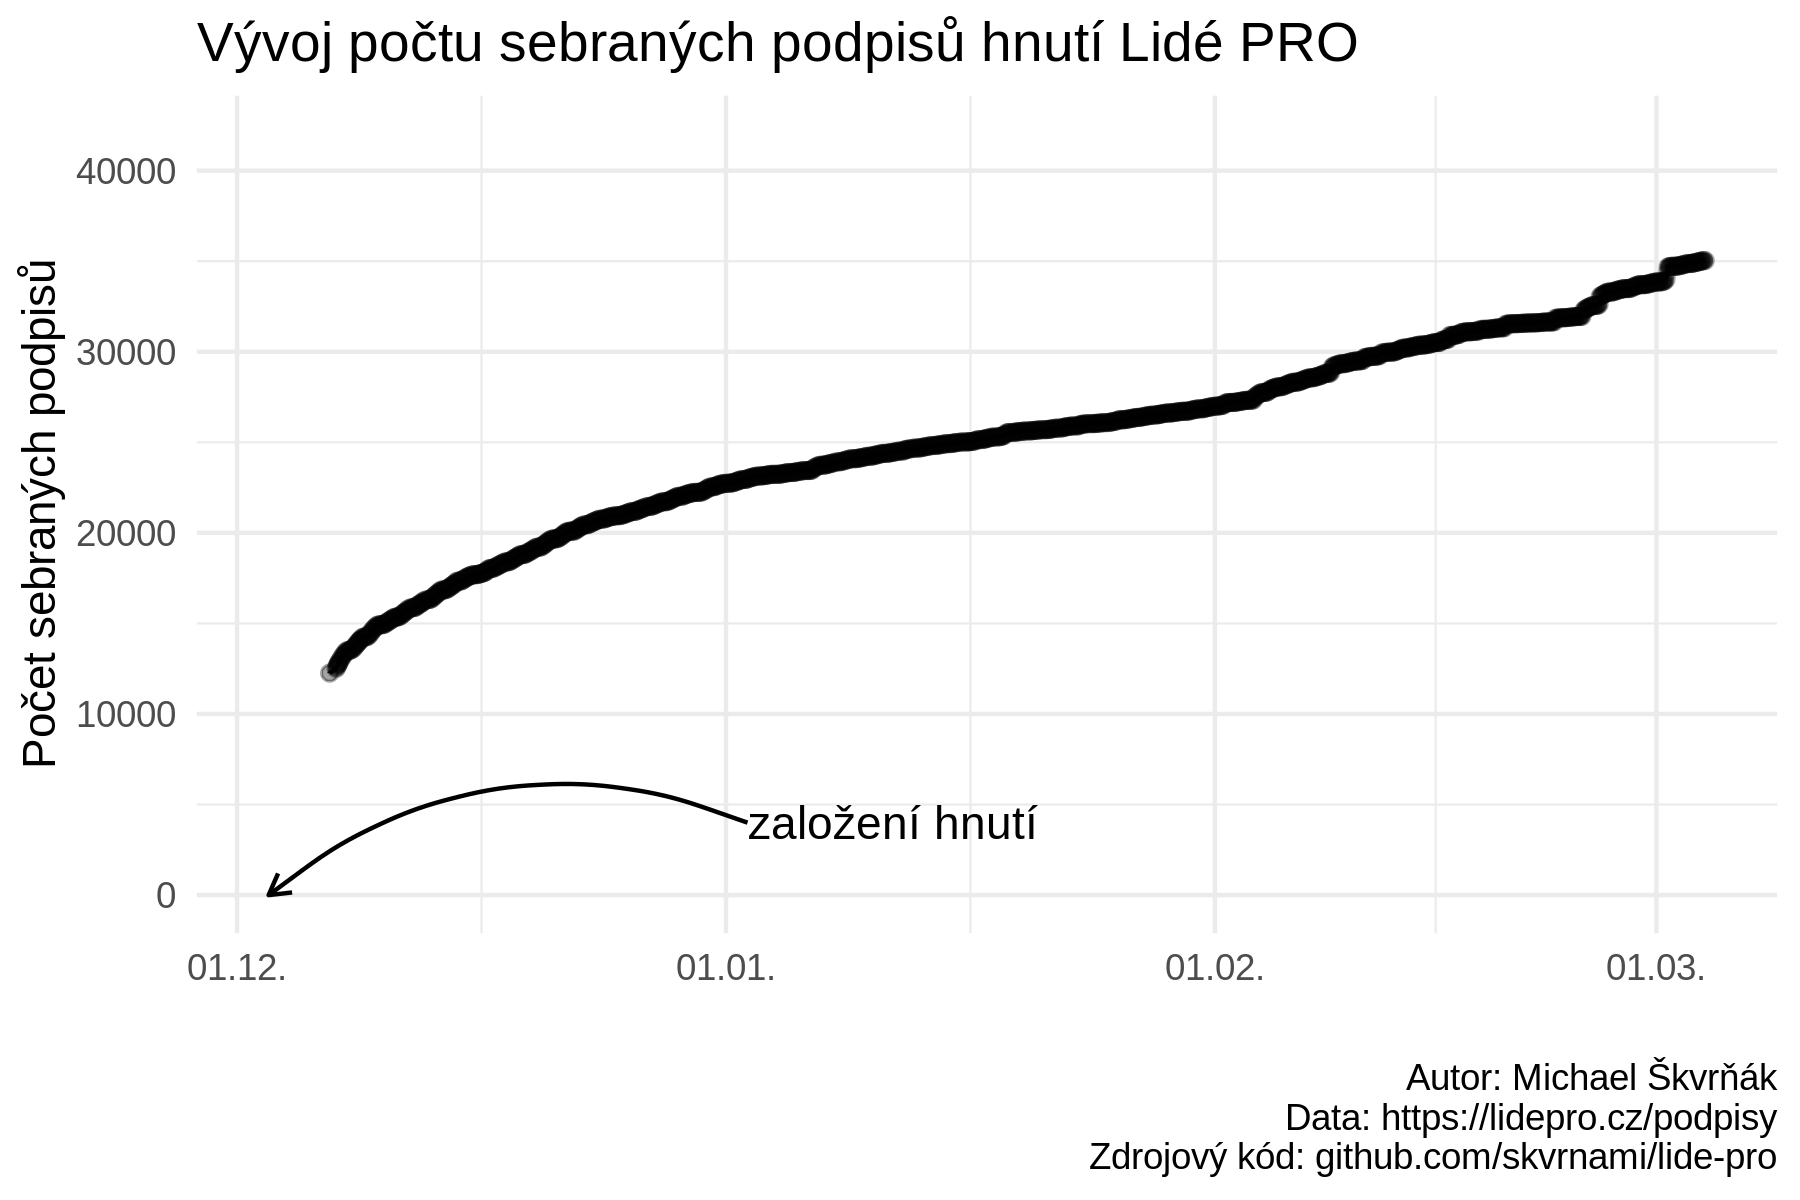 Vývoj počtu sebraných podpisů hnutí Lidé PRO
Počet sebraných podpisů
40000
30000
20000
10000
0
založení hnutí
01.12.
01.01.
01.02.
01.03.
Autor: Michael Škvrňák
Data: https://lidepro.cz/podpisy
Zdrojový kód: github.com/skvrnami/lide-pro